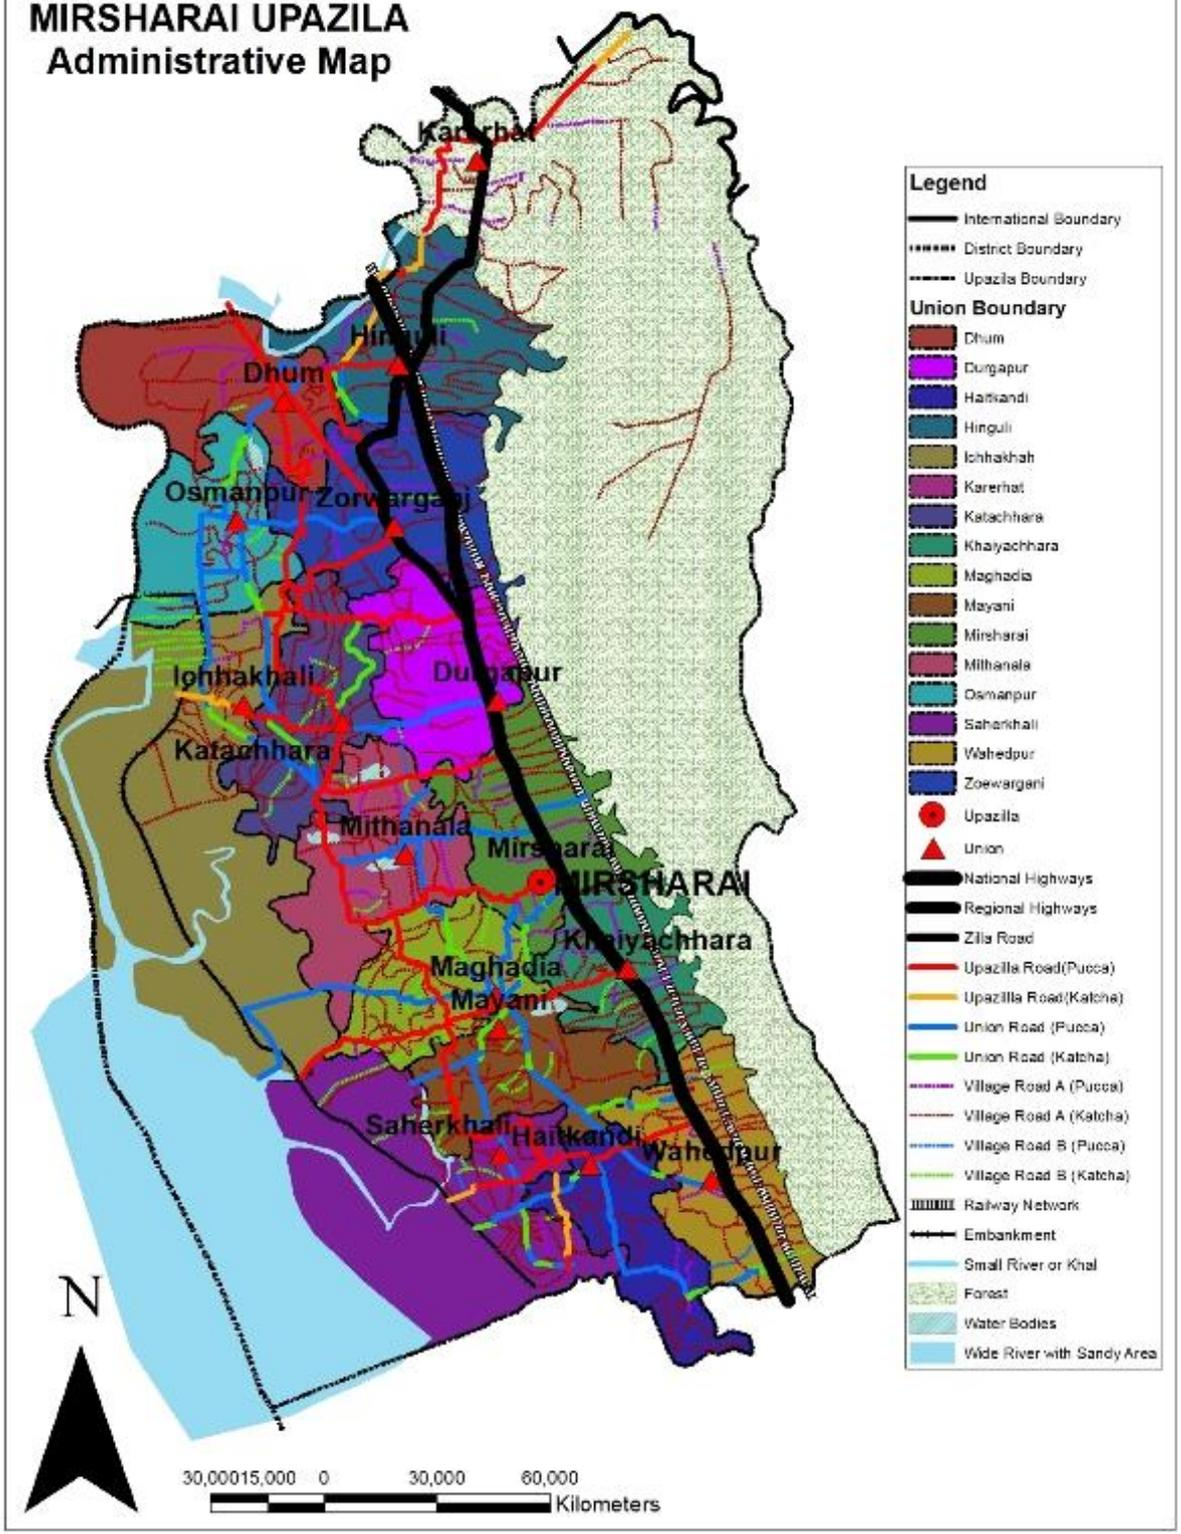 MIRSHARAI UPAZILA
Administrative Map
Karerhat
Hinguli
Dhum
Osmanpur
Zorwarganj
Ichhakhali
Durgapur
Katachhara
Mithanala
Mirsharai
MIRSHARAI
Khaiyachhara
Maghadia
Mayani
Saherkhali
Haitkandi
Wahedpur
N
30,00015,000 0 30,000 60,000
Kilometers
Legend
International Boundary
District Boundary
Upazila Boundary
Union Boundary
Dhum
Durgapur
Haitkandi
Hinguli
Ichhakhah
Karerhat
Katachhara
Khaiyachhara
Maghadia
Mayani
Mirsharai
Mithanala
Osmanpur
Saherkhali
Wahedpur
Zoewargani
Upazilla
Union
National Highways
Regional Highways
Zilla Road
Upazilla Road(Pucca)
Upazillla Road(Katcha)
Union Road (Pucca)
Union Road (Katcha)
Village Road A (Pucca)
Village Road A (Katcha)
Village Road B (Pucca)
Village Road B (Katcha)
Railway Network
Embankment
Small River or Khal
Forest
Water Bodies
Wide River with Sandy Area